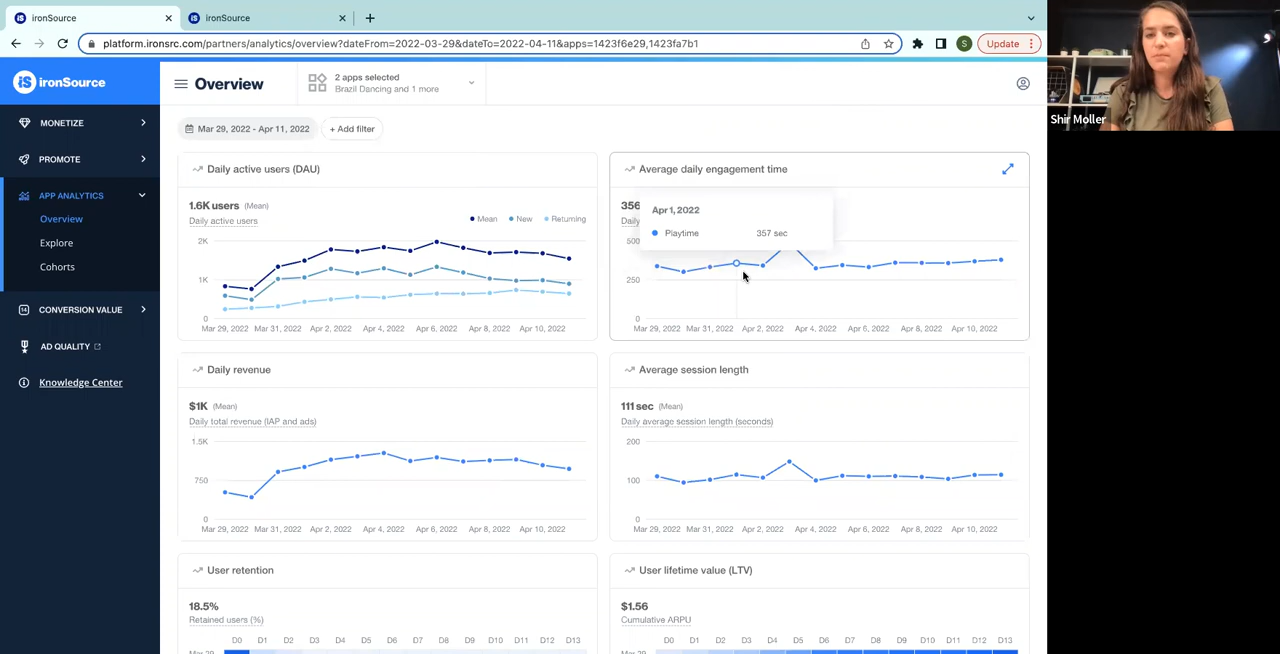 ironSource
ironSource
platform.ironsrc.com/partners/analytics/overview?dateFrom=2022-03-29&dateTo=2022-04-11&apps=1423f6e29,1423fa7b1
S
Update
iS ironSource
Overview
2 apps selected
Brazil Dancing and 1 more
MONETIZE
PROMOTE
APP ANALYTICS
Overview
Explore
Cohorts
CONVERSION VALUE
AD QUALITY
Knowledge Center
Mar 29, 2022 - Apr 11, 2022
+ Add filter
Daily active users (DAU)
1.6K users (Mean)
Daily active users
Mean New Returning
2K
1K
0
Mar 29, 2022 Mar 31, 2022 Apr 2, 2022 Apr 4, 2022 Apr 6, 2022 Apr 8, 2022 Apr 10, 2022
Average daily engagement time
356
Daily
Apr 1, 2022
Playtime 357 sec
500
250
0
Mar 29, 2022 Mar 31, 2022 Apr 2, 2022 Apr 4, 2022 Apr 6, 2022 Apr 8, 2022 Apr 10, 2022
Daily revenue
$1K (Mean)
Daily total revenue (IAP and ads)
1.5K
750
0
Mar 29, 2022 Mar 31, 2022 Apr 2, 2022 Apr 4, 2022 Apr 6, 2022 Apr 8, 2022 Apr 10, 2022
Average session length
111 sec (Mean)
Daily average session length (seconds)
200
100
0
Mar 29, 2022 Mar 31, 2022 Apr 2, 2022 Apr 4, 2022 Apr 6, 2022 Apr 8, 2022 Apr 10, 2022
User retention
18.5%
Retained users (%)
D0 D1 D2 D3 D4 D5 D6 D7 D8 D9 D10 D11 D12 D13
Mar 29
User lifetime value (LTV)
$1.56
Cumulative ARPU
D0 D1 D2 D3 D4 D5 D6 D7 D8 D9 D10 D11 D12 D13
Mar 29
Shir Moller